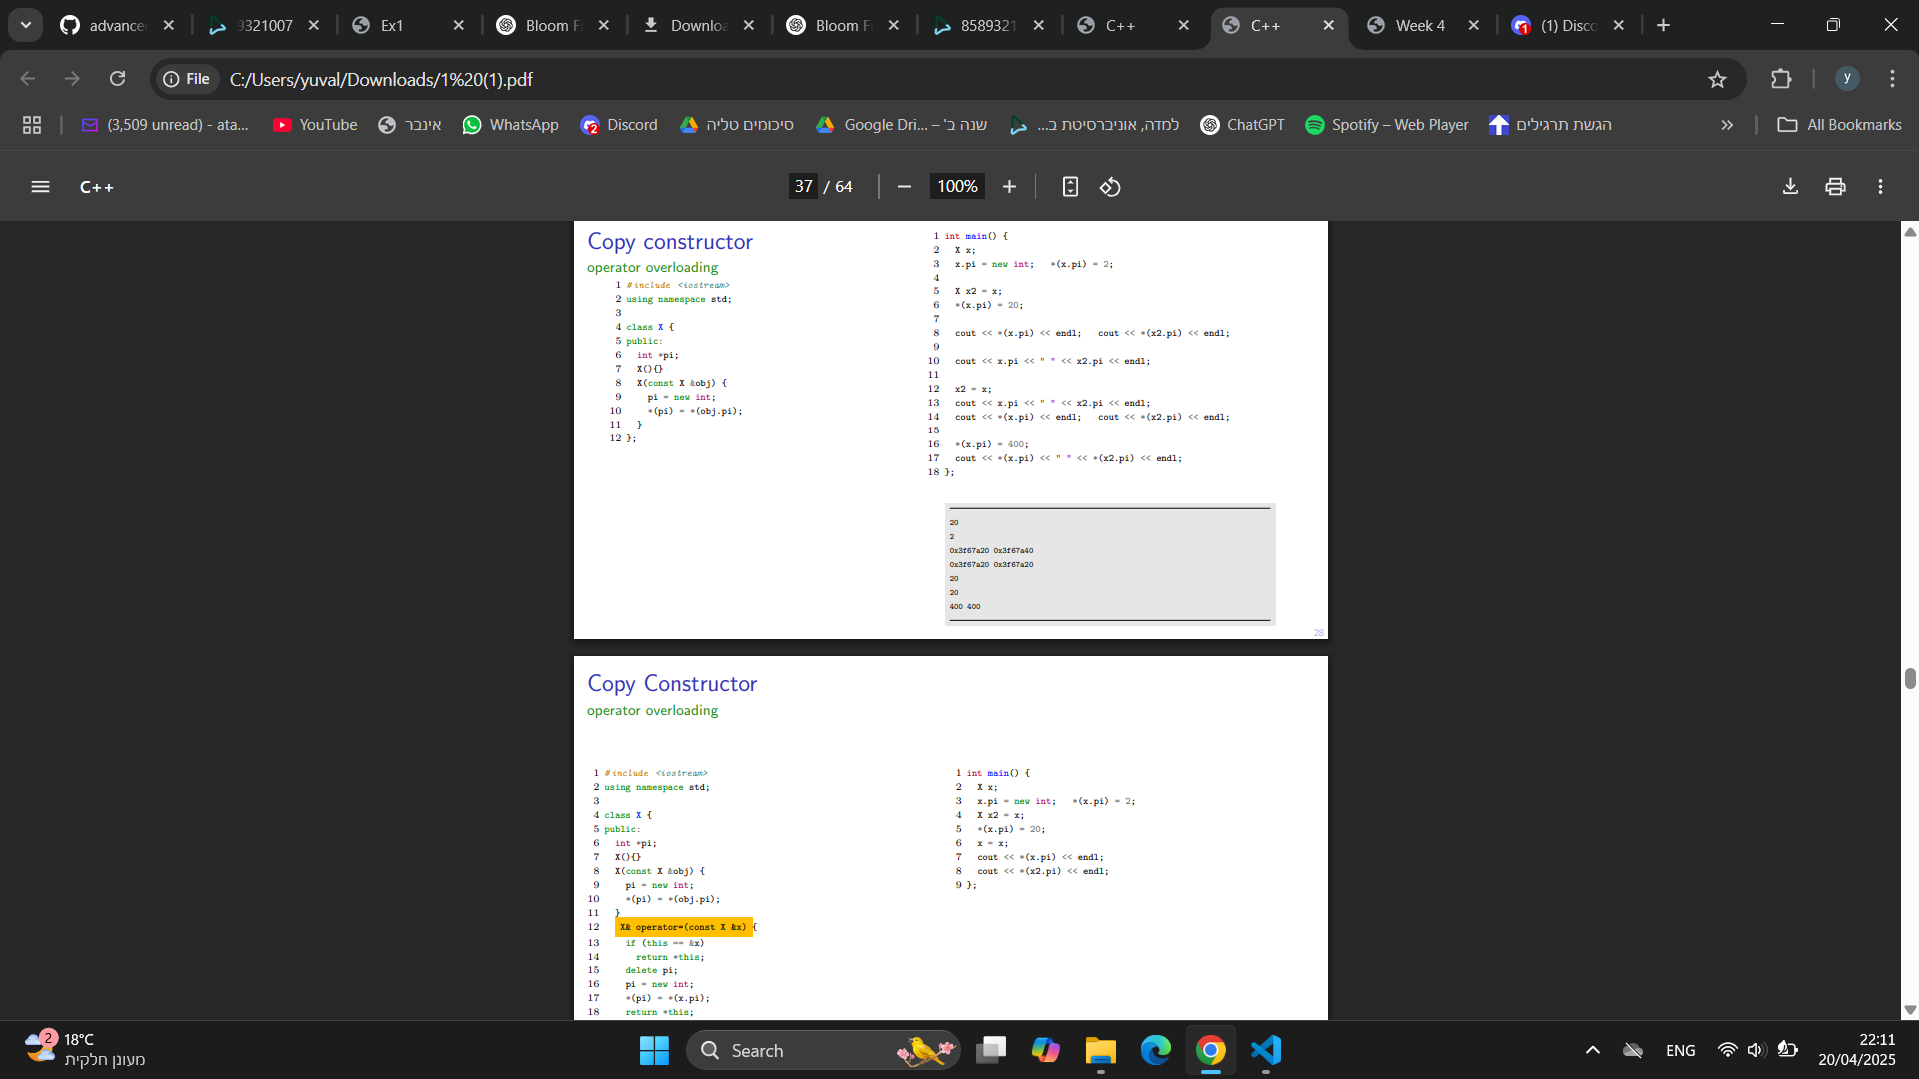 advance
9321007
Ex1
Bloom F
Downloa
Bloom F
8589321
C++
C++
Week 4
(1) Disco
File C:/Users/yuval/Downloads/1%20(1).pdf
y
(3,509 unread) - ata...
YouTube
אינבר
WhatsApp
2
Discord
סיכומים טליה
Google Dri... – שנה ב'
למדה, אוניברסיטת ב...
ChatGPT
Spotify – Web Player
הגשת תרגילים
All Bookmarks
C++
37 / 64
100%
Copy constructor
operator overloading
1 #include <iostream>
2 using namespace std;
3
4 class X {
5 public:
6 int *pi;
7 X(){}
8 X(const X &obj) {
9 pi = new int;
10 *(pi) = *(obj.pi);
11 }
12 };
1 int main() {
2 X x;
3 x.pi = new int; *(x.pi) = 2;
4
5 X x2 = x;
6 *(x.pi) = 20;
7
8 cout << *(x.pi) << endl; cout << *(x2.pi) << endl;
9
10 cout << x.pi << " " << x2.pi << endl;
11
12 x2 = x;
13 cout << x.pi << " " << x2.pi << endl;
14 cout << *(x.pi) << endl; cout << *(x2.pi) << endl;
15
16 *(x.pi) = 400;
17 cout << *(x.pi) << " " << *(x2.pi) << endl;
18 };
20
2
0x3f67a20 0x3f67a40
0x3f67a20 0x3f67a20
20
20
400 400
28
Copy Constructor
operator overloading
1 #include <iostream>
2 using namespace std;
3
4 class X {
5 public:
6 int *pi;
7 X(){}
8 X(const X &obj) {
9 pi = new int;
10 *(pi) = *(obj.pi);
11 }
12 X& operator=(const X &x) {
13 if (this == &x)
14 return *this;
15 delete pi;
16 pi = new int;
17 *(pi) = *(x.pi);
18 return *this;
1 int main() {
2 X x;
3 x.pi = new int; *(x.pi) = 2;
4 X x2 = x;
5 *(x.pi) = 20;
6 x = x;
7 cout << *(x.pi) << endl;
8 cout << *(x2.pi) << endl;
9 };
2
18°C
מעונן חלקית
Search
ENG
22:11
20/04/2025